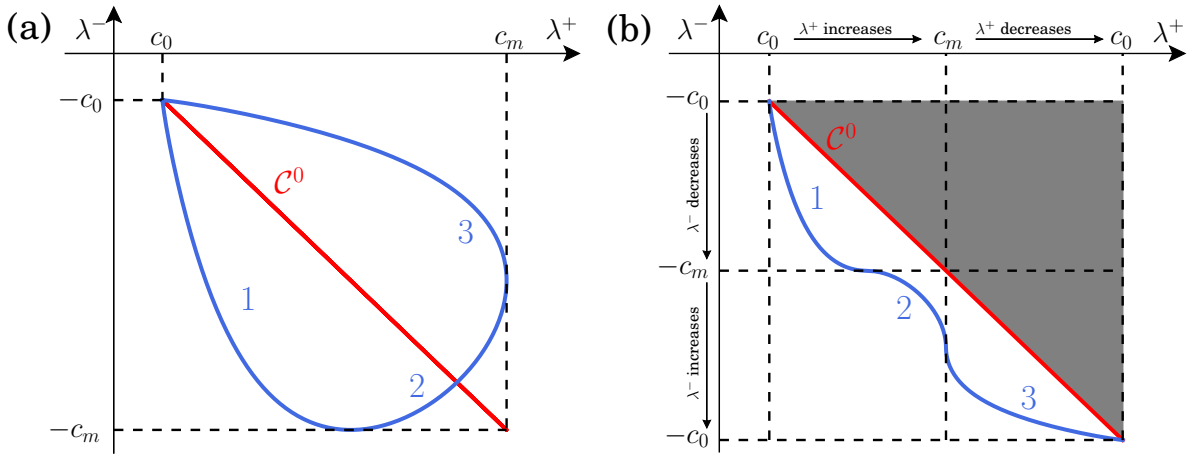 (a)
λ⁻
c₀
c_m
λ⁺
−c₀
𝒞⁰
3
1
2
−c_m
(b)
λ⁻
c₀
λ⁺ increases
c_m
λ⁺ decreases
c₀
λ⁺
−c₀
𝒞⁰
1
λ⁻ decreases
−c_m
2
λ⁻ increases
3
−c₀